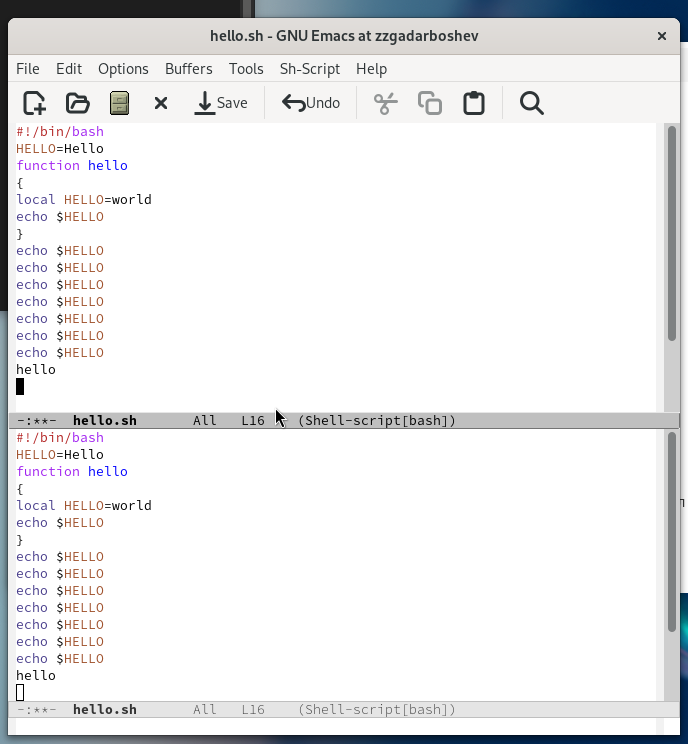 hello.sh - GNU Emacs at zzgadarboshev ×
File Edit Options Buffers Tools Sh-Script Help
Save Undo
#!/bin/bash
HELLO=Hello
function hello
{
local HELLO=world
echo $HELLO
}
echo $HELLO
echo $HELLO
echo $HELLO
echo $HELLO
echo $HELLO
echo $HELLO
echo $HELLO
hello
-:**- hello.sh All L16 (Shell-script[bash])
#!/bin/bash
HELLO=Hello
function hello
{
local HELLO=world
echo $HELLO
}
echo $HELLO
echo $HELLO
echo $HELLO
echo $HELLO
echo $HELLO
echo $HELLO
echo $HELLO
hello
-:**- hello.sh All L16 (Shell-script[bash])